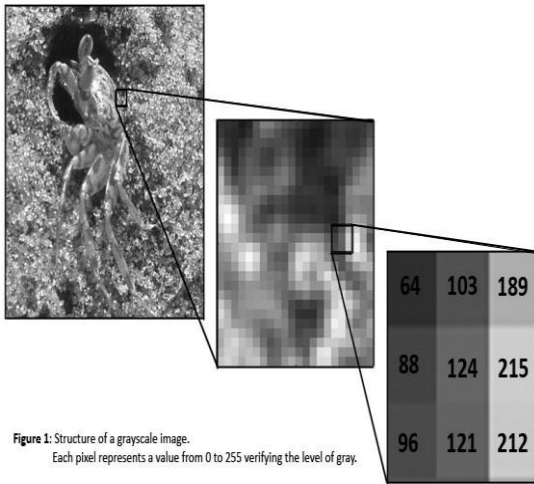 64 103 189
88 124 215
96 121 212
Figure 1: Structure of a grayscale image.
Each pixel represents a value from 0 to 255 verifying the level of gray.